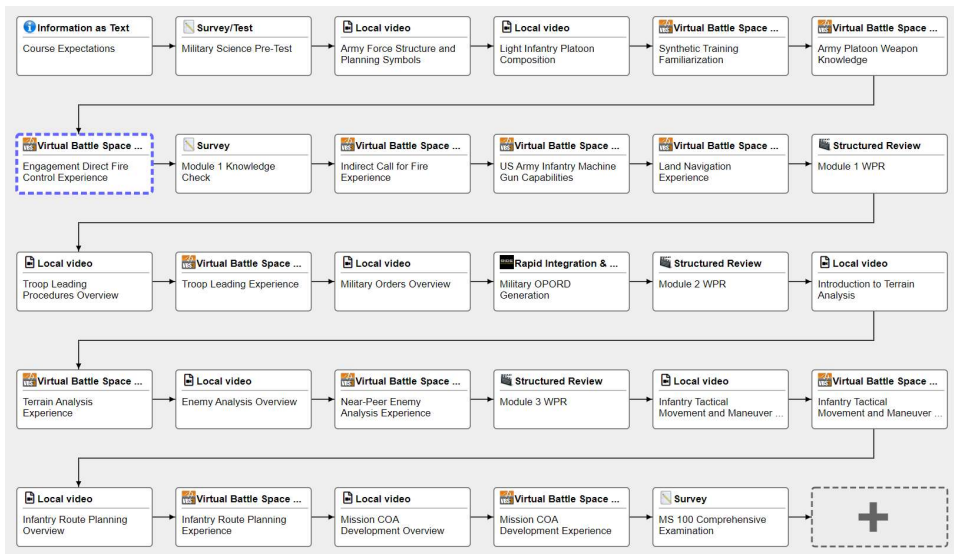 Information as Text
Course Expectations
Survey/Test
Military Science Pre-Test
Local video
Army Force Structure and
Planning Symbols
Local video
Light Infantry Platoon
Composition
Virtual Battle Space ...
Synthetic Training
Familiarization
Virtual Battle Space ...
Army Platoon Weapon
Knowledge
Virtual Battle Space ...
Engagement Direct Fire
Control Experience
Survey
Module 1 Knowledge
Check
Virtual Battle Space ...
Indirect Call for Fire
Experience
Virtual Battle Space ...
US Army Infantry Machine
Gun Capabilities
Virtual Battle Space ...
Land Navigation
Experience
Structured Review
Module 1 WPR
Local video
Troop Leading
Procedures Overview
Virtual Battle Space ...
Troop Leading Experience
Local video
Military Orders Overview
Rapid Integration & ...
Military OPORD
Generation
Structured Review
Module 2 WPR
Local video
Introduction to Terrain
Analysis
Virtual Battle Space ...
Terrain Analysis
Experience
Local video
Enemy Analysis Overview
Virtual Battle Space ...
Near-Peer Enemy
Analysis Experience
Structured Review
Module 3 WPR
Local video
Infantry Tactical
Movement and Maneuver ...
Virtual Battle Space ...
Infantry Tactical
Movement and Maneuver ...
Local video
Infantry Route Planning
Overview
Virtual Battle Space ...
Infantry Route Planning
Experience
Local video
Mission COA
Development Overview
Virtual Battle Space ...
Mission COA
Development Experience
Survey
MS 100 Comprehensive
Examination